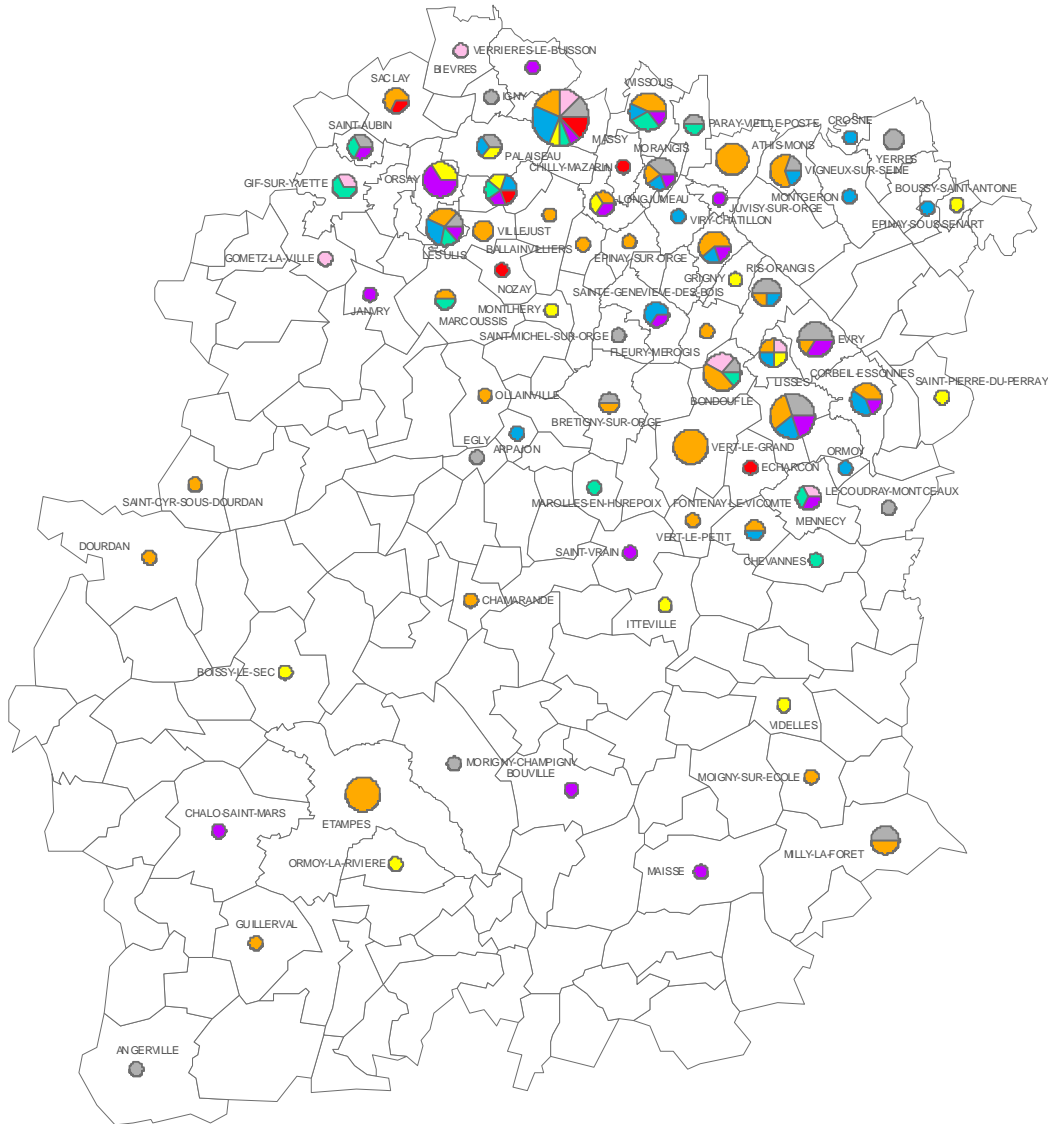 VERRIERES-LE-BUISSON
BIEVRES
SACLAY
WISSOUS
IGNY
SAINT-AUBIN
PARAY-VIEILLE-POSTE
CROSNE
MASSY
ATHIS-MONS
MORANGIS
PALAISEAU
CHILLY-MAZARIN
YERRES
VIGNEUX-SUR-SEINE
GIF-SUR-YVETTE
ORSAY
BOUSSY-SAINT-ANTOINE
LONGJUMEAU
MONTGERON
JUVISY-SUR-ORGE
VIRY-CHATILLON
EPINAY-SOUS-SENART
VILLEJUST
BALLAINVILLIERS
LES ULIS
GOMETZ-LA-VILLE
EPINAY-SUR-ORGE
RIS-ORANGIS
GRIGNY
NOZAY
SAINTE-GENEVIEVE-DES-BOIS
JANVRY
MONTLHERY
MARCOUSSIS
SAINT-MICHEL-SUR-ORGE
EVRY
FLEURY-MEROGIS
CORBEIL-ESSONNES
LISSES
SAINT-PIERRE-DU-PERRAY
OLLAINVILLE
BONDOUFLE
BRETIGNY-SUR-ORGE
EGLY
ARPAJON
VERT-LE-GRAND
ORMOY
ECHARCON
LE COUDRAY-MONTCEAUX
SAINT-CYR-SOUS-DOURDAN
MAROLLES-EN-HUREPOIX
FONTENAY-LE-VICOMTE
MENNECY
VERT-LE-PETIT
DOURDAN
SAINT-VRAIN
CHEVANNES
CHAMARANDE
ITTEVILLE
BOISSY-LE-SEC
VIDELLES
MORIGNY-CHAMPIGNY
BOUVILLE
MOIGNY-SUR-ECOLE
CHALO-SAINT-MARS
ETAMPES
MILLY-LA-FORET
ORMOY-LA-RIVIERE
MAISSE
GUILLERVAL
ANGERVILLE